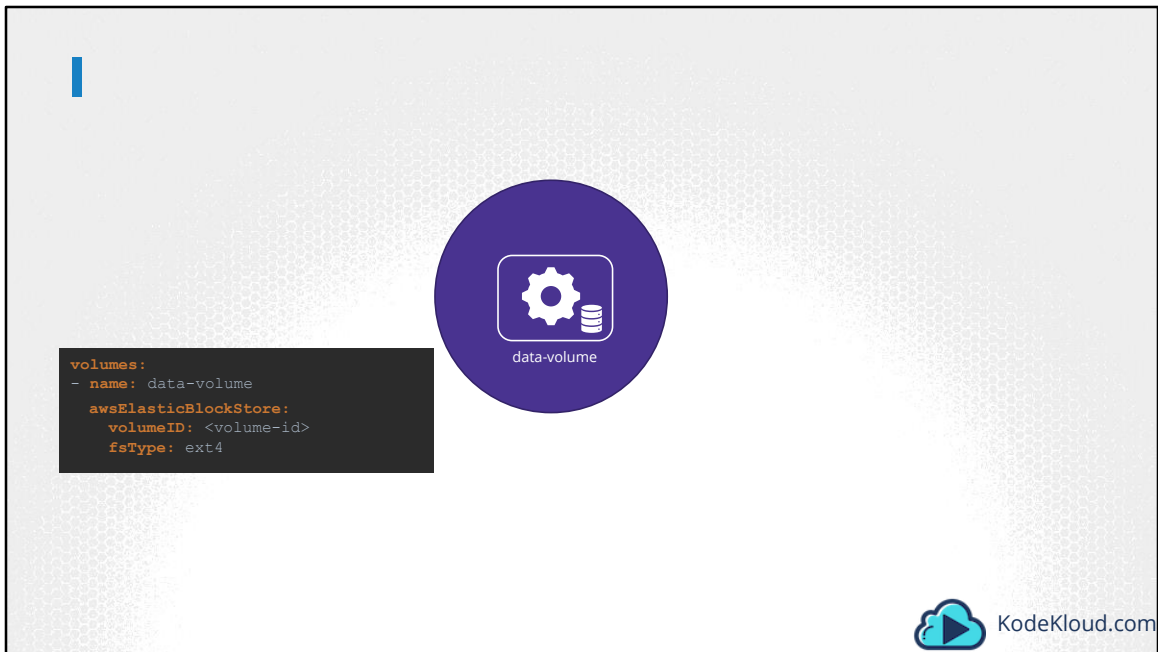 data-volume
volumes:
- name: data-volume
  awsElasticBlockStore:
    volumeID: <volume-id>
    fsType: ext4
KodeKloud.com